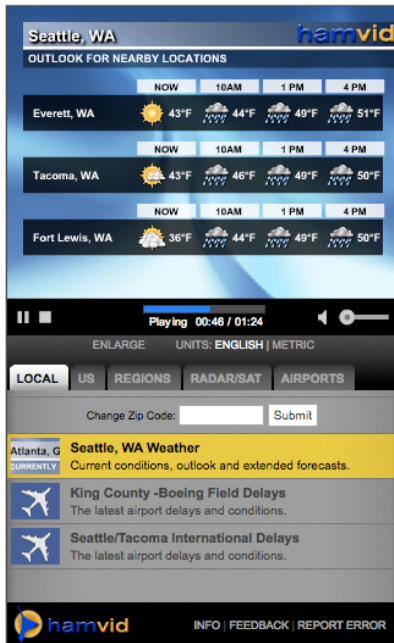 Seattle, WA hamvid
OUTLOOK FOR NEARBY LOCATIONS
NOW 10AM 1 PM 4 PM
Everett, WA 43°F 44°F 49°F 51°F
NOW 10AM 1 PM 4 PM
Tacoma, WA 43°F 46°F 49°F 50°F
NOW 10AM 1 PM 4 PM
Fort Lewis, WA 36°F 44°F 49°F 50°F
Playing 00:46 / 01:24
ENLARGE UNITS: ENGLISH | METRIC
LOCAL US REGIONS RADAR/SAT AIRPORTS
Change Zip Code: Submit
Atlanta, G
CURRENTLY
Seattle, WA Weather
Current conditions, outlook and extended forecasts.
King County -Boeing Field Delays
The latest airport delays and conditions.
Seattle/Tacoma International Delays
The latest airport delays and conditions.
hamvid INFO | FEEDBACK | REPORT ERROR